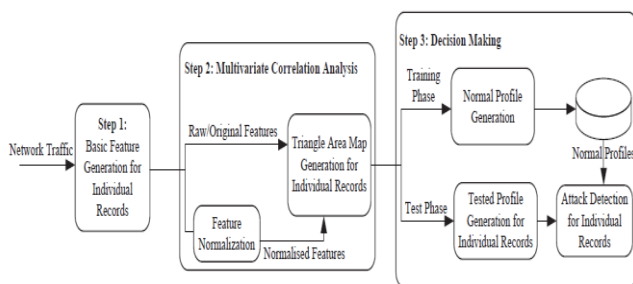 Network Traffic
Step 1:
Basic Feature
Generation for
Individual
Records
Step 2: Multivariate Correlation Analysis
Raw/Original Features
Feature
Normalization
Normalised Features
Triangle Area Map
Generation for
Individual Records
Step 3: Decision Making
Training
Phase
Normal Profile
Generation
Normal Profiles
Test Phase
Tested Profile
Generation for
Individual Records
Attack Detection
for Individual
Records